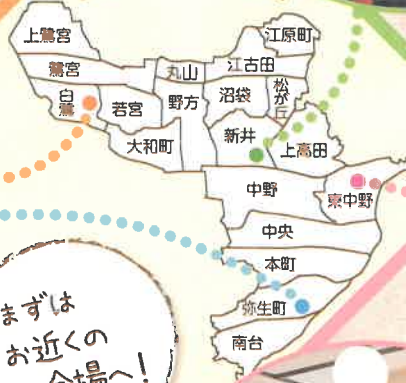 上鷺宮
江原町
鷺宮
丸山
江古田
白鷺
若宮
野方
沼袋
松が丘
大和町
新井
上高田
中野
東中野
中央
本町
弥生町
南台
まずは
お近くの
会場へ!